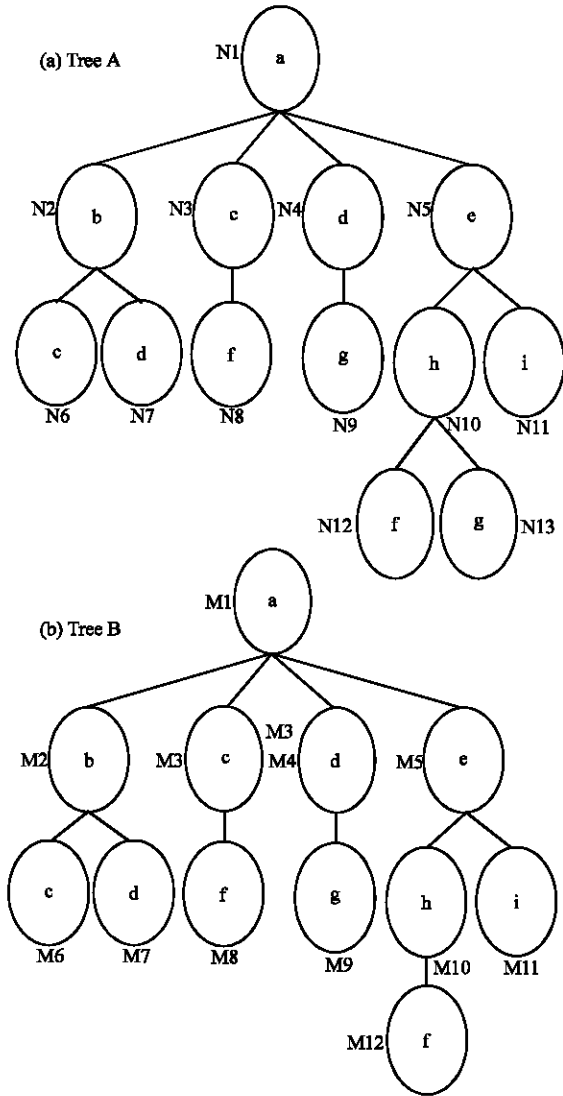 (a) Tree A
N1 a
N2 b N3 c N4 d N5 e
c d f g h i
N6 N7 N8 N9 N10 N11
N12 f g N13
M1 a
(b) Tree B
M3
M2 b M3 c M4 d M5 e
c d f g h i
M6 M7 M8 M9 M10 M11
M12 f